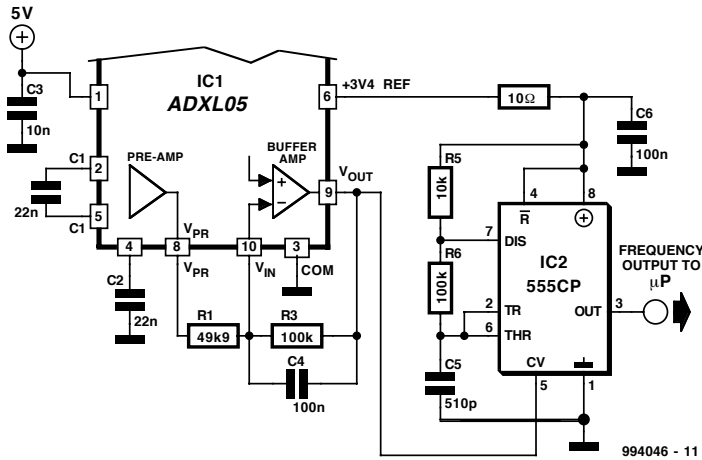 5V
C3
10n
1
IC1
ADXL05
6
+3V4 REF
10Ω
C6
100n
C1
2
22n
5
C1
PRE-AMP
BUFFER
AMP
+
−
9
VOUT
R5
10k
4
8
R
+
7
DIS
IC2
555CP
R6
100k
2
TR
6
THR
OUT
3
FREQUENCY
OUTPUT TO
µP
VPR
VIN
4
8
10
3
COM
C2
22n
VPR
R1
49k9
R3
100k
C4
100n
C5
510p
CV
5
1
994046 - 11